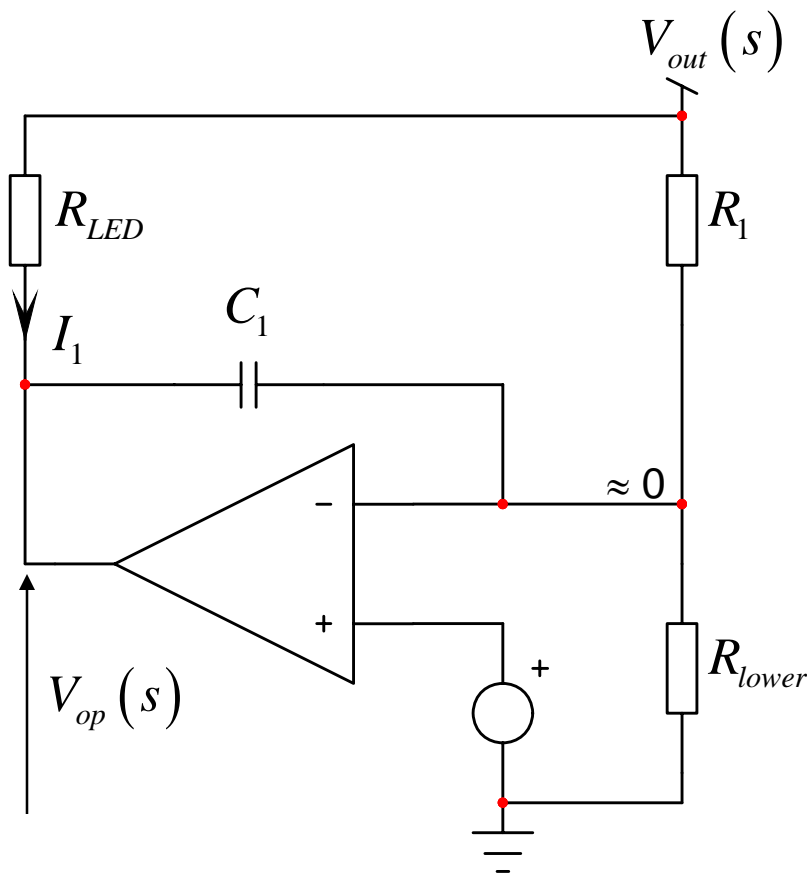 V_out (s)
R_LED
R_1
C_1
I_1
≈ 0
−
+
R_lower
+
V_op (s)